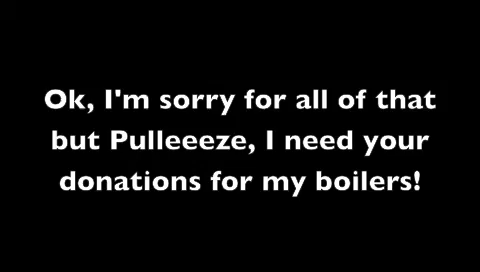 Ok, I'm sorry for all of that
but Pulleeeze, I need your
donations for my boilers!